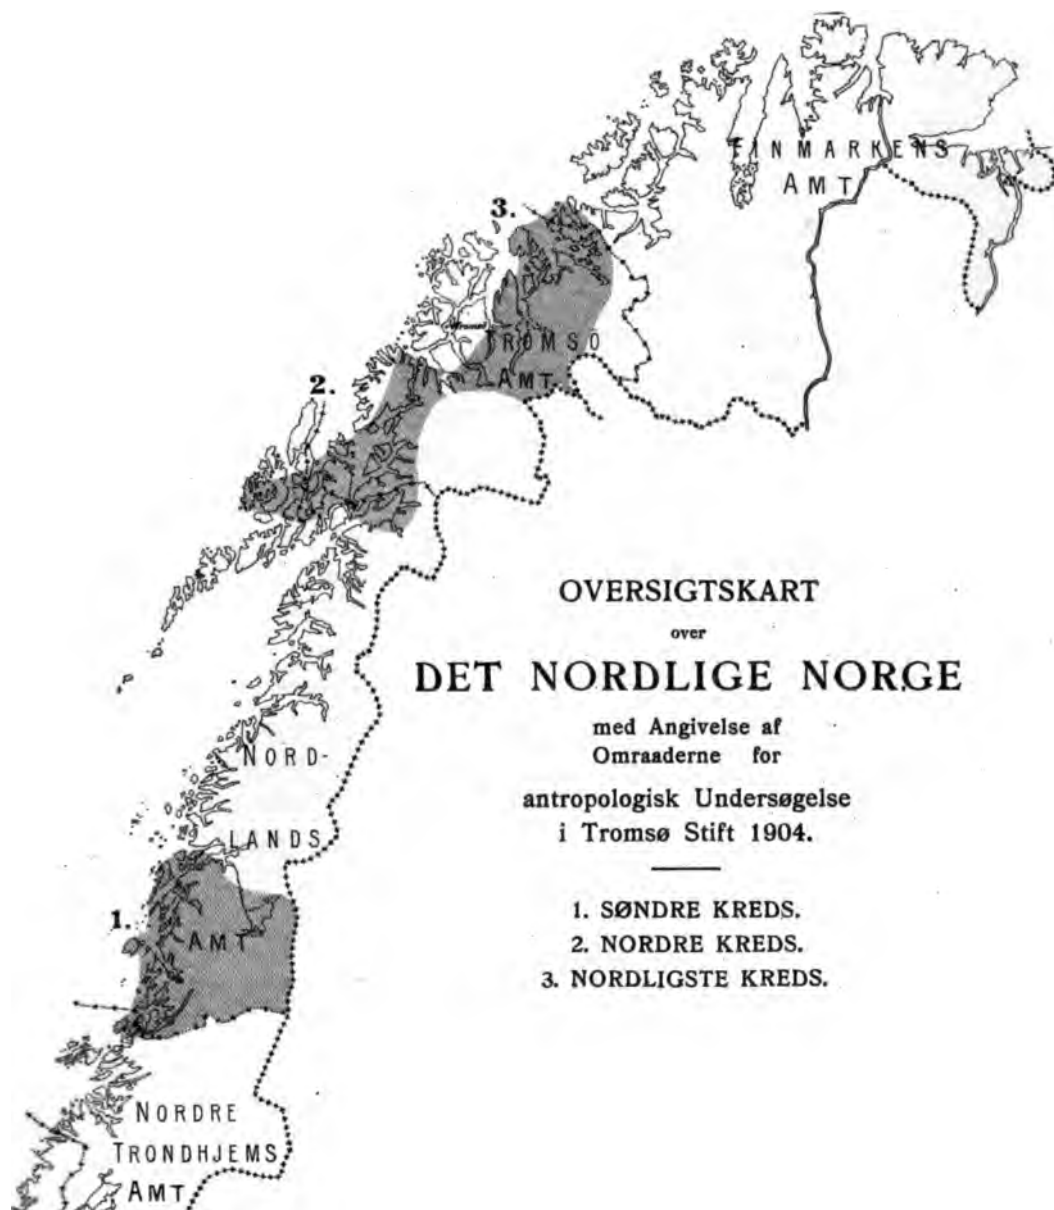 FINMARKENS
AMT
3.
TROMSØ
AMT.
2.
OVERSIGTSKART
over
DET NORDLIGE NORGE
med Angivelse af
Omraaderne for
antropologisk Undersøgelse
i Tromsø Stift 1904.
NORD-
LANDS
1.
AMT
1. SØNDRE KREDS.
2. NORDRE KREDS.
3. NORDLIGSTE KREDS.
NORDRE
TRONDHJEMS
AMT